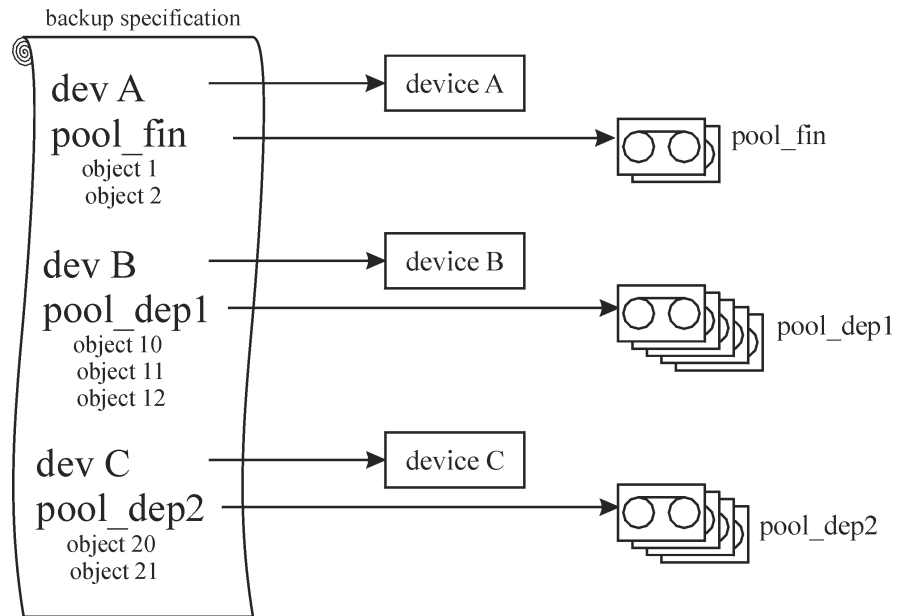 backup specification
dev A
device A
pool_fin
pool_fin
object 1
object 2
dev B
device B
pool_dep1
pool_dep1
object 10
object 11
object 12
dev C
device C
pool_dep2
pool_dep2
object 20
object 21